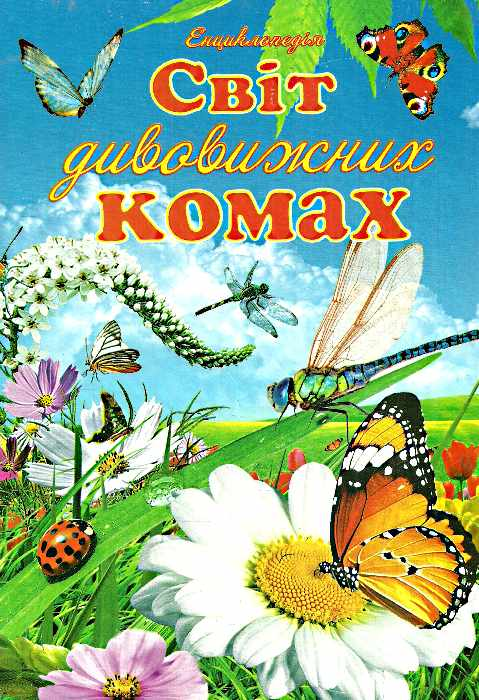 Енциклопедія
Світ
дивовижних
комах